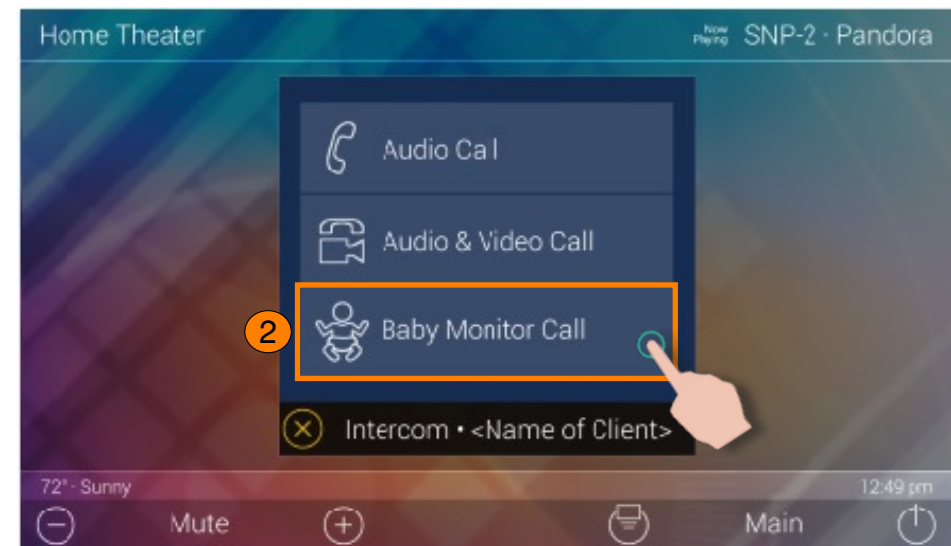 Home Theater
Now Playing SNP-2 · Pandora
Audio Call
Audio & Video Call
2
Baby Monitor Call
Intercom • <Name of Client>
72° - Sunny
12:49 pm
Mute
Main